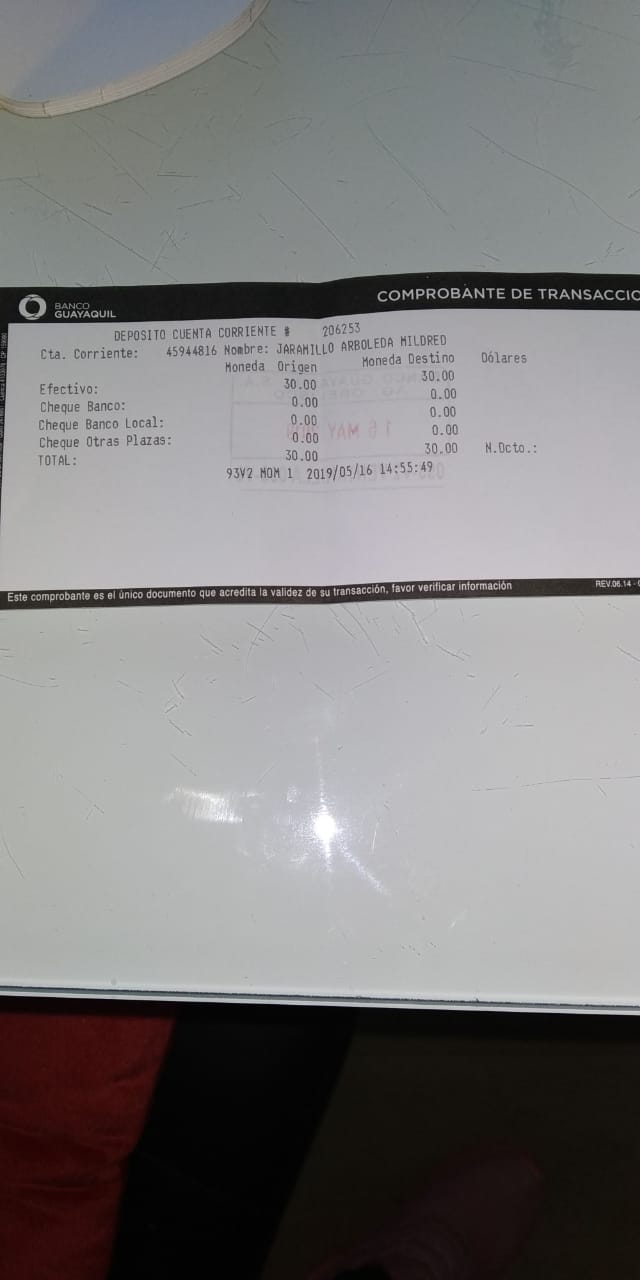 BANCO
GUAYAQUIL
COMPROBANTE DE TRANSACCIO
DEPOSITO CUENTA CORRIENTE # 206253
Cta. Corriente: 45944816 Nombre: JARAMILLO ARBOLEDA MILDRED
Moneda Origen Moneda Destino Dólares
Efectivo: 30.00 30.00
Cheque Banco: 0.00 0.00
Cheque Banco Local: 0.00 0.00
Cheque Otras Plazas: 0.00 0.00
TOTAL: 30.00 30.00 N.Dcto.:
93V2 MOM 1 2019/05/16 14:55:49
16 MAY
Este comprobante es el único documento que acredita la validez de su transacción, favor verificar información
REV.06.14 -